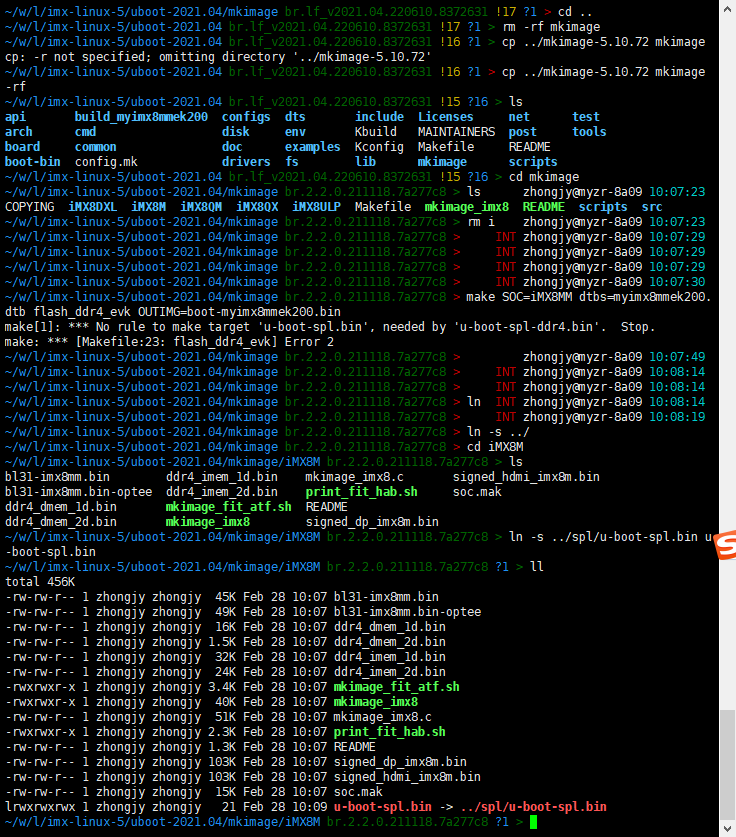 ~/w/l/imx-linux-5/uboot-2021.04/mkimage br.lf_v2021.04.220610.8372631 !17 ?1 > cd ..
~/w/l/imx-linux-5/uboot-2021.04 br.lf_v2021.04.220610.8372631 !17 ?1 > rm -rf mkimage
~/w/l/imx-linux-5/uboot-2021.04 br.lf_v2021.04.220610.8372631 !16 ?1 > cp ../mkimage-5.10.72 mkimage
cp: -r not specified; omitting directory '../mkimage-5.10.72'
~/w/l/imx-linux-5/uboot-2021.04 br.lf_v2021.04.220610.8372631 !16 ?1 > cp ../mkimage-5.10.72 mkimage
-rf
~/w/l/imx-linux-5/uboot-2021.04 br.lf_v2021.04.220610.8372631 !15 ?16 > ls
api build_myimx8mmek200 configs dts include Licenses net test
arch cmd disk env Kbuild MAINTAINERS post tools
board common doc examples Kconfig Makefile README
boot-bin config.mk drivers fs lib mkimage scripts
~/w/l/imx-linux-5/uboot-2021.04 br.lf_v2021.04.220610.8372631 !15 ?16 > cd mkimage
~/w/l/imx-linux-5/uboot-2021.04/mkimage br.2.2.0.211118.7a277c8 > ls zhongjy@myzr-8a09 10:07:23
COPYING iMX8DXL iMX8M iMX8QM iMX8QX iMX8ULP Makefile mkimage_imx8 README scripts src
~/w/l/imx-linux-5/uboot-2021.04/mkimage br.2.2.0.211118.7a277c8 > rm i zhongjy@myzr-8a09 10:07:23
~/w/l/imx-linux-5/uboot-2021.04/mkimage br.2.2.0.211118.7a277c8 > INT zhongjy@myzr-8a09 10:07:29
~/w/l/imx-linux-5/uboot-2021.04/mkimage br.2.2.0.211118.7a277c8 > INT zhongjy@myzr-8a09 10:07:29
~/w/l/imx-linux-5/uboot-2021.04/mkimage br.2.2.0.211118.7a277c8 > INT zhongjy@myzr-8a09 10:07:29
~/w/l/imx-linux-5/uboot-2021.04/mkimage br.2.2.0.211118.7a277c8 > INT zhongjy@myzr-8a09 10:07:30
~/w/l/imx-linux-5/uboot-2021.04/mkimage br.2.2.0.211118.7a277c8 > make SOC=iMX8MM dtbs=myimx8mmek200.
dtb flash_ddr4_evk OUTIMG=boot-myimx8mmek200.bin
make[1]: *** No rule to make target 'u-boot-spl.bin', needed by 'u-boot-spl-ddr4.bin'. Stop.
make: *** [Makefile:23: flash_ddr4_evk] Error 2
~/w/l/imx-linux-5/uboot-2021.04/mkimage br.2.2.0.211118.7a277c8 > zhongjy@myzr-8a09 10:07:49
~/w/l/imx-linux-5/uboot-2021.04/mkimage br.2.2.0.211118.7a277c8 > INT zhongjy@myzr-8a09 10:08:14
~/w/l/imx-linux-5/uboot-2021.04/mkimage br.2.2.0.211118.7a277c8 > INT zhongjy@myzr-8a09 10:08:14
~/w/l/imx-linux-5/uboot-2021.04/mkimage br.2.2.0.211118.7a277c8 > ln INT zhongjy@myzr-8a09 10:08:14
~/w/l/imx-linux-5/uboot-2021.04/mkimage br.2.2.0.211118.7a277c8 > INT zhongjy@myzr-8a09 10:08:19
~/w/l/imx-linux-5/uboot-2021.04/mkimage br.2.2.0.211118.7a277c8 > ln -s ../
~/w/l/imx-linux-5/uboot-2021.04/mkimage br.2.2.0.211118.7a277c8 > cd iMX8M
~/w/l/imx-linux-5/uboot-2021.04/mkimage/iMX8M br.2.2.0.211118.7a277c8 > ls
bl31-imx8mm.bin ddr4_imem_1d.bin mkimage_imx8.c signed_hdmi_imx8m.bin
bl31-imx8mm.bin-optee ddr4_imem_2d.bin print_fit_hab.sh soc.mak
ddr4_dmem_1d.bin mkimage_fit_atf.sh README
ddr4_dmem_2d.bin mkimage_imx8 signed_dp_imx8m.bin
~/w/l/imx-linux-5/uboot-2021.04/mkimage/iMX8M br.2.2.0.211118.7a277c8 > ln -s ../spl/u-boot-spl.bin u
-boot-spl.bin
~/w/l/imx-linux-5/uboot-2021.04/mkimage/iMX8M br.2.2.0.211118.7a277c8 ?1 > ll
total 456K
-rw-rw-r-- 1 zhongjy zhongjy 45K Feb 28 10:07 bl31-imx8mm.bin
-rw-rw-r-- 1 zhongjy zhongjy 49K Feb 28 10:07 bl31-imx8mm.bin-optee
-rw-rw-r-- 1 zhongjy zhongjy 16K Feb 28 10:07 ddr4_dmem_1d.bin
-rw-rw-r-- 1 zhongjy zhongjy 1.5K Feb 28 10:07 ddr4_dmem_2d.bin
-rw-rw-r-- 1 zhongjy zhongjy 32K Feb 28 10:07 ddr4_imem_1d.bin
-rw-rw-r-- 1 zhongjy zhongjy 24K Feb 28 10:07 ddr4_imem_2d.bin
-rwxrwxr-x 1 zhongjy zhongjy 3.4K Feb 28 10:07 mkimage_fit_atf.sh
-rwxrwxr-x 1 zhongjy zhongjy 40K Feb 28 10:07 mkimage_imx8
-rw-rw-r-- 1 zhongjy zhongjy 51K Feb 28 10:07 mkimage_imx8.c
-rwxrwxr-x 1 zhongjy zhongjy 2.3K Feb 28 10:07 print_fit_hab.sh
-rw-rw-r-- 1 zhongjy zhongjy 1.3K Feb 28 10:07 README
-rw-rw-r-- 1 zhongjy zhongjy 103K Feb 28 10:07 signed_dp_imx8m.bin
-rw-rw-r-- 1 zhongjy zhongjy 103K Feb 28 10:07 signed_hdmi_imx8m.bin
-rw-rw-r-- 1 zhongjy zhongjy 15K Feb 28 10:07 soc.mak
lrwxrwxrwx 1 zhongjy zhongjy 21 Feb 28 10:09 u-boot-spl.bin -> ../spl/u-boot-spl.bin
~/w/l/imx-linux-5/uboot-2021.04/mkimage/iMX8M br.2.2.0.211118.7a277c8 ?1 >